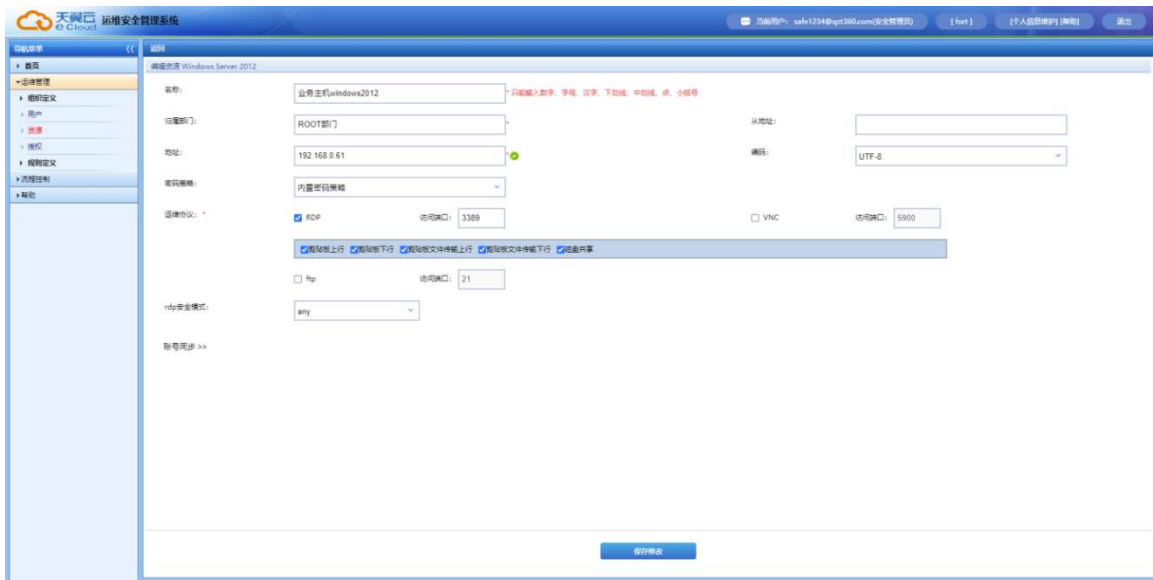 天翼云 e Cloud 运维安全管理系统 当前用户: safe1234@qzt360.com(安全管理员) [ fort ] [个人信息维护] [帮助] 退出
导航菜单 返回
首页 编辑资源 Windows Server 2012
运维管理
组织定义
用户
资源
授权
规则定义
流程控制
帮助
名称: 业务主机windows2012 * 只能输入数字、字母、汉字、下划线、中划线、点、小括号
归属部门: ROOT部门 * 从地址:
地址: 192.168.0.61 * 编码: UTF-8
密码策略: 内置密码策略
运维协议: * RDP 访问端口: 3389 VNC 访问端口: 5900
剪贴板上行 剪贴板下行 剪贴板文件传输上行 剪贴板文件传输下行 磁盘共享
ftp 访问端口: 21
rdp安全模式: any
账号同步 >>
保存修改